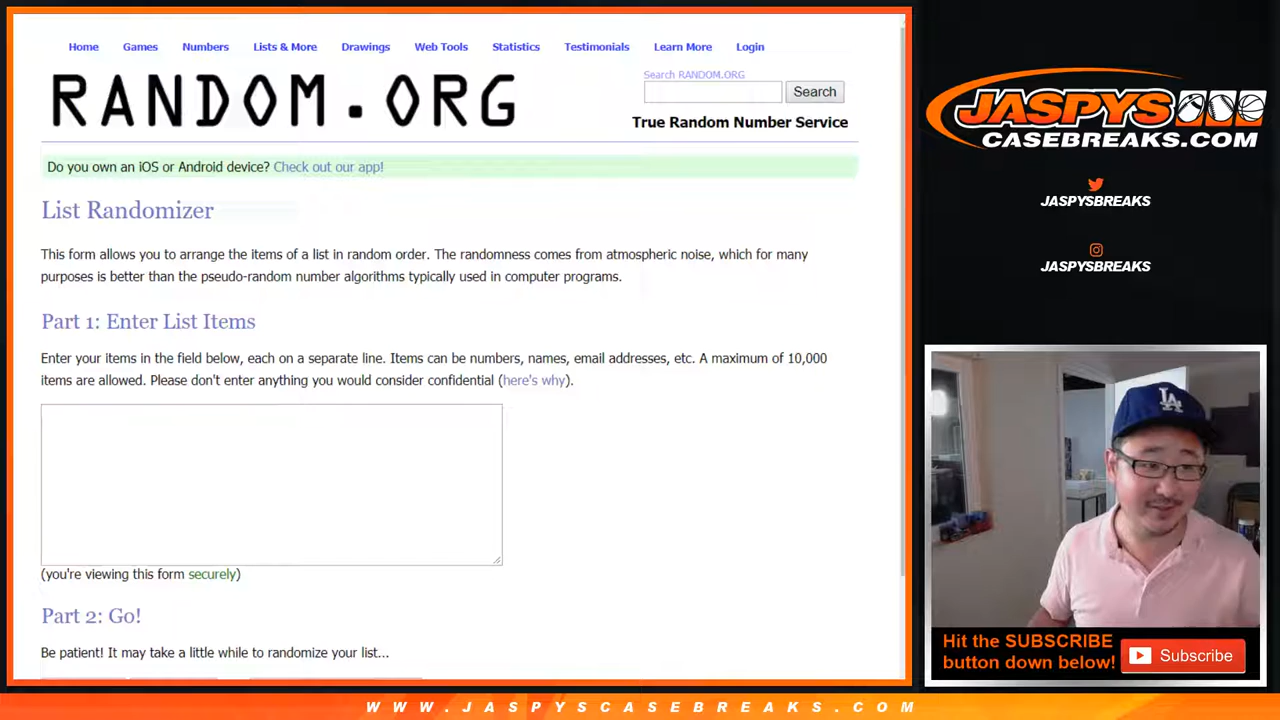 Home Games Numbers Lists & More Drawings Web Tools Statistics Testimonials Learn More Login
RANDOM.ORG
Search RANDOM.ORG
Search
True Random Number Service
Do you own an iOS or Android device? Check out our app!
List Randomizer
This form allows you to arrange the items of a list in random order. The randomness comes from atmospheric noise, which for many
purposes is better than the pseudo-random number algorithms typically used in computer programs.
Part 1: Enter List Items
Enter your items in the field below, each on a separate line. Items can be numbers, names, email addresses, etc. A maximum of 10,000
items are allowed. Please don't enter anything you would consider confidential (here's why).
(you're viewing this form securely)
Part 2: Go!
Be patient! It may take a little while to randomize your list...
JASPYS
CASEBREAKS.COM
JASPYSBREAKS
JASPYSBREAKS
LA
Hit the SUBSCRIBE
button down below!
Subscribe
WWW.JASPYSCASEBREAKS.COM